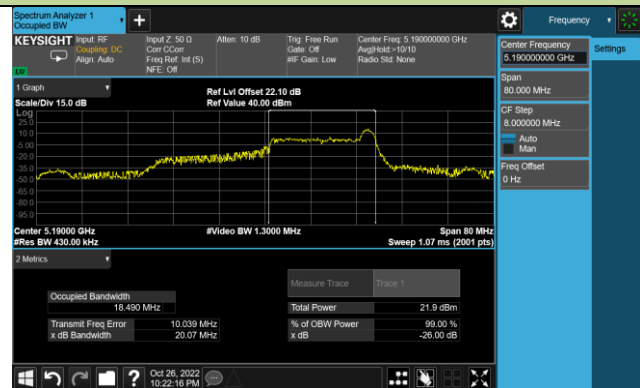 Spectrum Analyzer 1
Occupied BW
Frequency
KEYSIGHT
Input: RF
Coupling: DC
Align: Auto
Input Z: 50 Ω
Corr CCorr
Freq Ref: Int (S)
NFE: Off
Atten: 10 dB
Trig: Free Run
Gate: Off
#IF Gain: Low
Center Freq: 5.190000000 GHz
Avg|Hold:>10/10
Radio Std: None
Center Frequency
5.190000000 GHz
Settings
Span
80.000 MHz
CF Step
8.000000 MHz
Auto
Man
Freq Offset
0 Hz
1 Graph
Scale/Div 15.0 dB
Ref Lvl Offset 22.10 dB
Ref Value 40.00 dBm
Log
25.0
10.0
-5.00
-20.0
-35.0
-50.0
-65.0
-80.0
-95.0
Center 5.19000 GHz
#Video BW 1.3000 MHz
Span 80 MHz
#Res BW 430.00 kHz
Sweep 1.07 ms (2001 pts)
2 Metrics
Measure Trace
Trace 1
Occupied Bandwidth
18.490 MHz
Total Power
21.9 dBm
Transmit Freq Error
10.039 MHz
% of OBW Power
99.00 %
x dB Bandwidth
20.07 MHz
x dB
-26.00 dB
Oct 26, 2022
10:22:16 PM